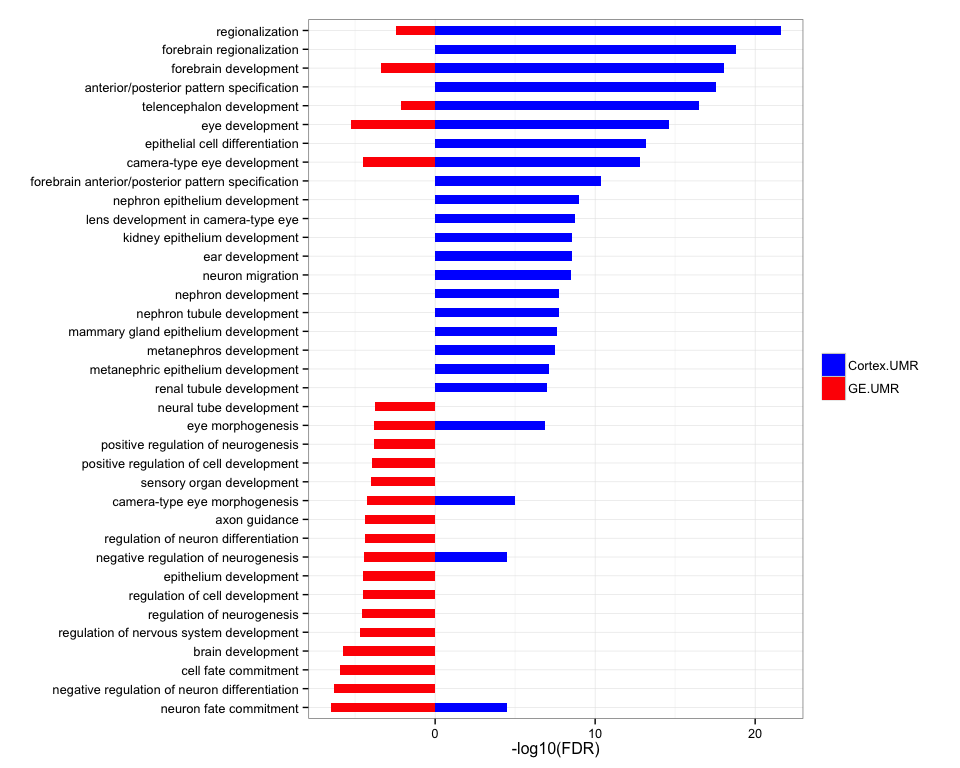 regionalization
forebrain regionalization
forebrain development
anterior/posterior pattern specification
telencephalon development
eye development
epithelial cell differentiation
camera-type eye development
forebrain anterior/posterior pattern specification
nephron epithelium development
lens development in camera-type eye
kidney epithelium development
ear development
neuron migration
nephron development
nephron tubule development
mammary gland epithelium development
metanephros development
metanephric epithelium development
renal tubule development
neural tube development
eye morphogenesis
positive regulation of neurogenesis
positive regulation of cell development
sensory organ development
camera-type eye morphogenesis
axon guidance
regulation of neuron differentiation
negative regulation of neurogenesis
epithelium development
regulation of cell development
regulation of neurogenesis
regulation of nervous system development
brain development
cell fate commitment
negative regulation of neuron differentiation
neuron fate commitment
0 10 20
-log10(FDR)
Cortex.UMR
GE.UMR